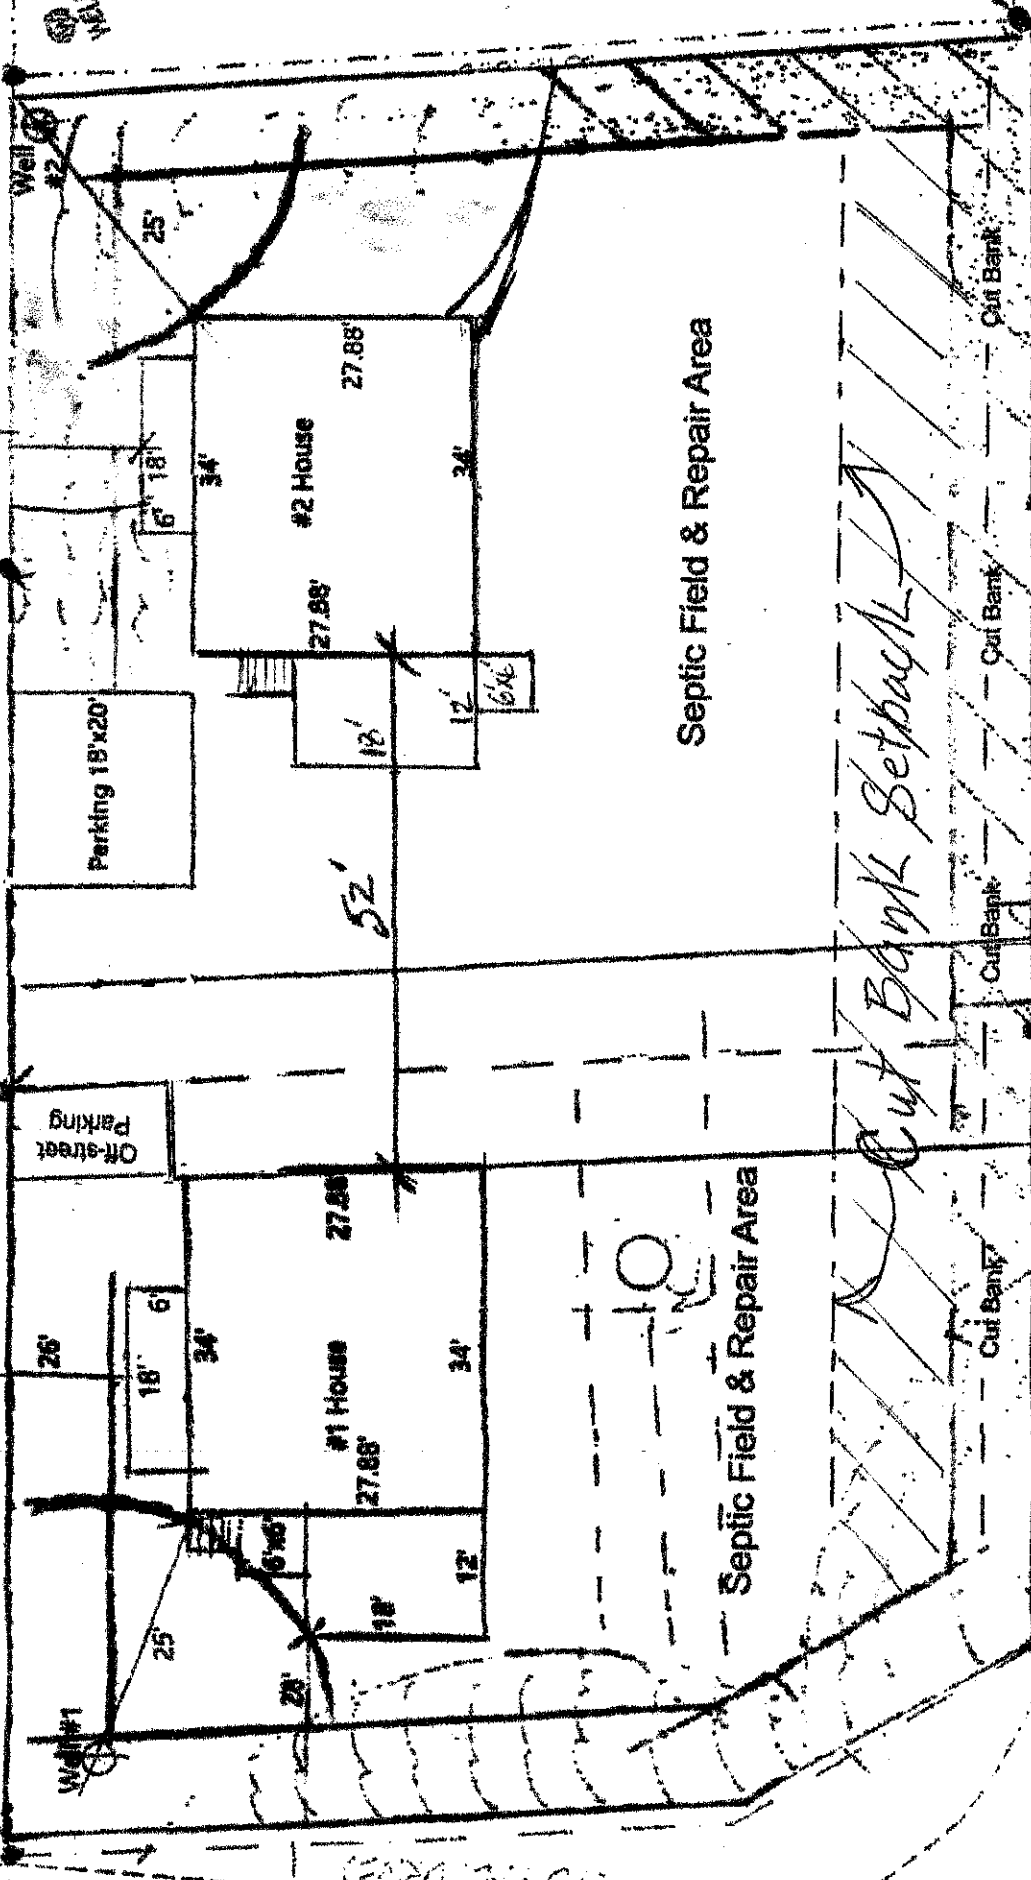 Well
#2
25'
6'
18'
34'
27.88'
#2 House
34'
27.88'
Parking 18'x20'
18'
12'
6'x6'
52'
Septic Field & Repair Area
Cut Bank Setback
Cut Bank
Cut Bank
Cut Bank
Cut Bank
Off-street
Parking
26'
6'
18'
34'
27.88'
#1 House
34'
27.88'
6'x6'
12'
18'
25'
28'
Well#1
Septic Field & Repair Area